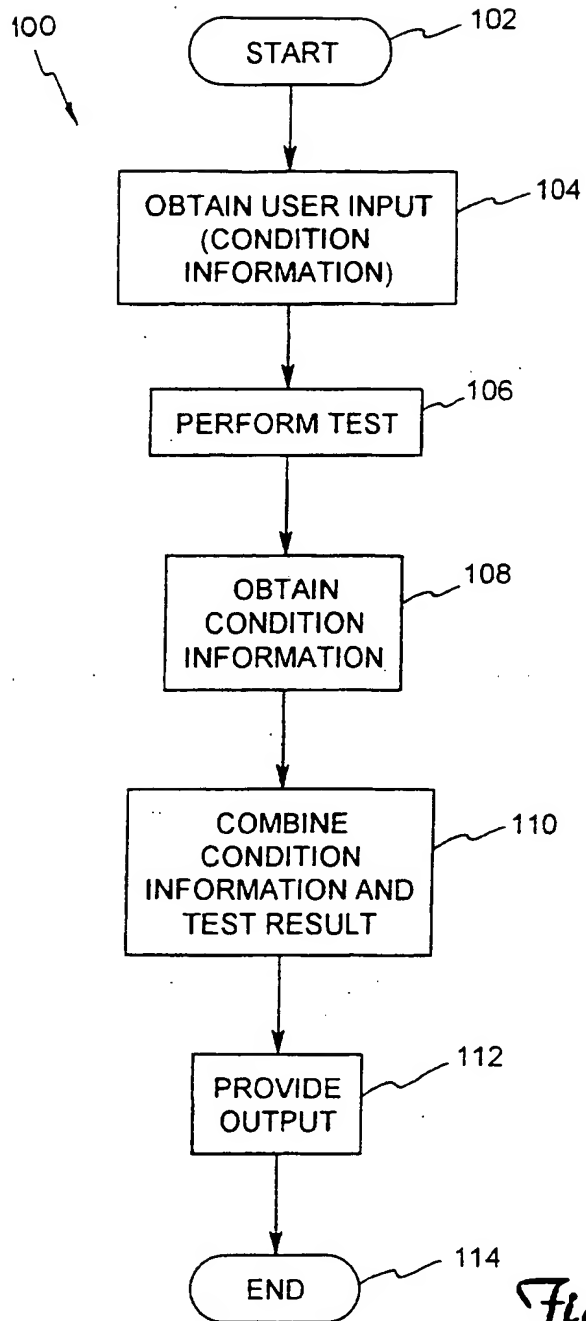 100
START
102
OBTAIN USER INPUT
(CONDITION
INFORMATION)
104
PERFORM TEST
106
OBTAIN
CONDITION
INFORMATION
108
COMBINE
CONDITION
INFORMATION AND
TEST RESULT
110
PROVIDE
OUTPUT
112
END
114